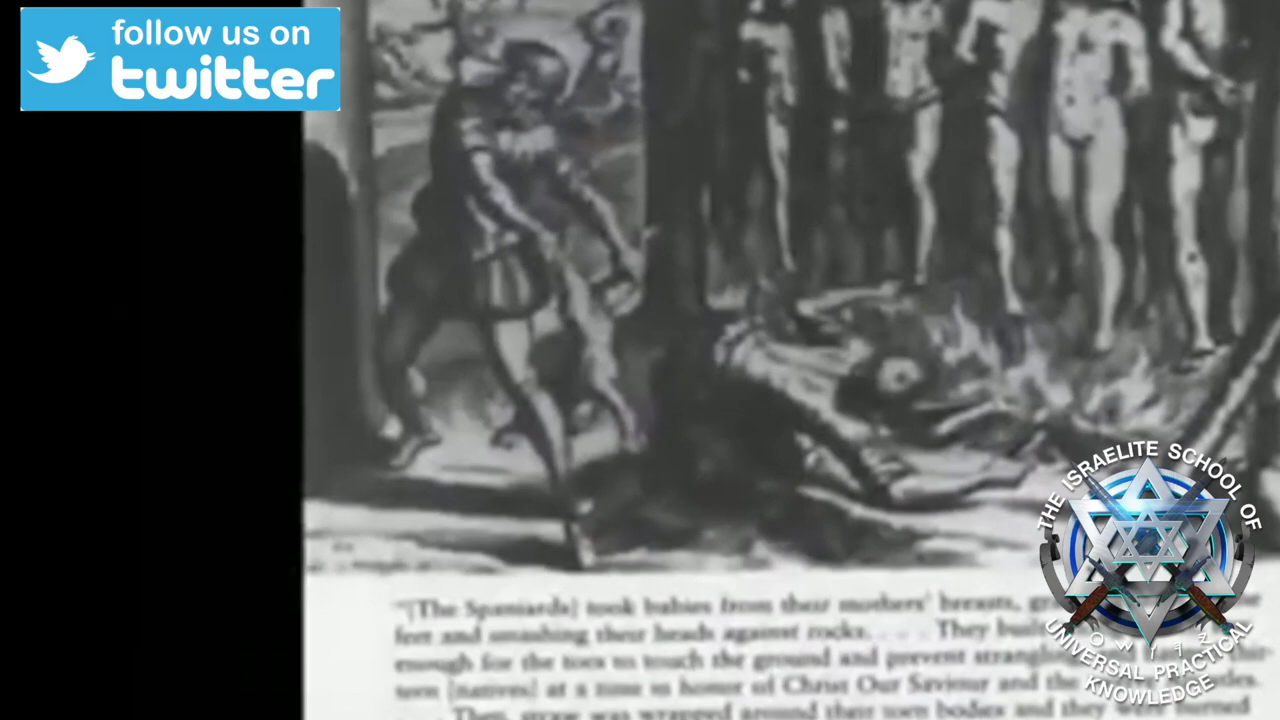 follow us on
twitter
"[The Spaniards] took babies from their mothers' breasts,
feet and smashing their heads against rocks. . . . They
enough for the toes to touch the ground and prevent
teen [natives] at a time in honor of Christ Our Saviour and the
. . . . Then, straw was wrapped around their torn bodies and they
THE ISRAELITE SCHOOL OF
UNIVERSAL PRACTICAL
KNOWLEDGE